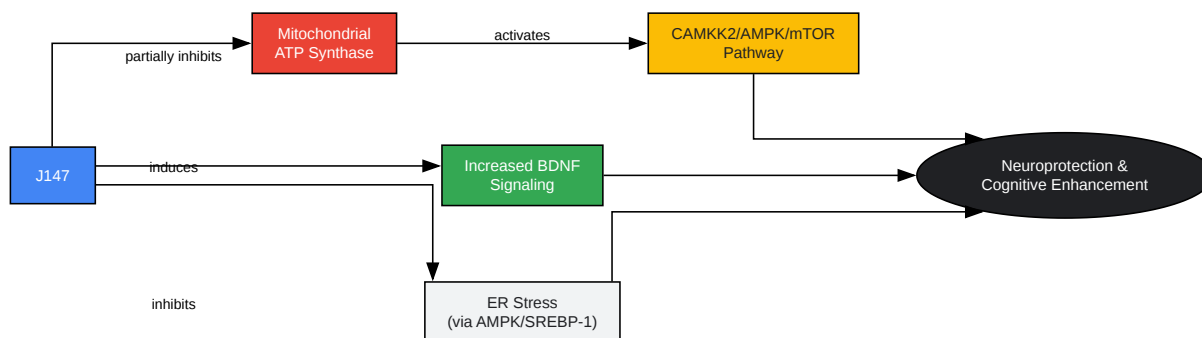 Mitochondrial
ATP Synthase
activates
CAMKK2/AMPK/mTOR
Pathway
partially inhibits
J147
induces
Increased BDNF
Signaling
Neuroprotection &
Cognitive Enhancement
inhibits
ER Stress
(via AMPK/SREBP-1)